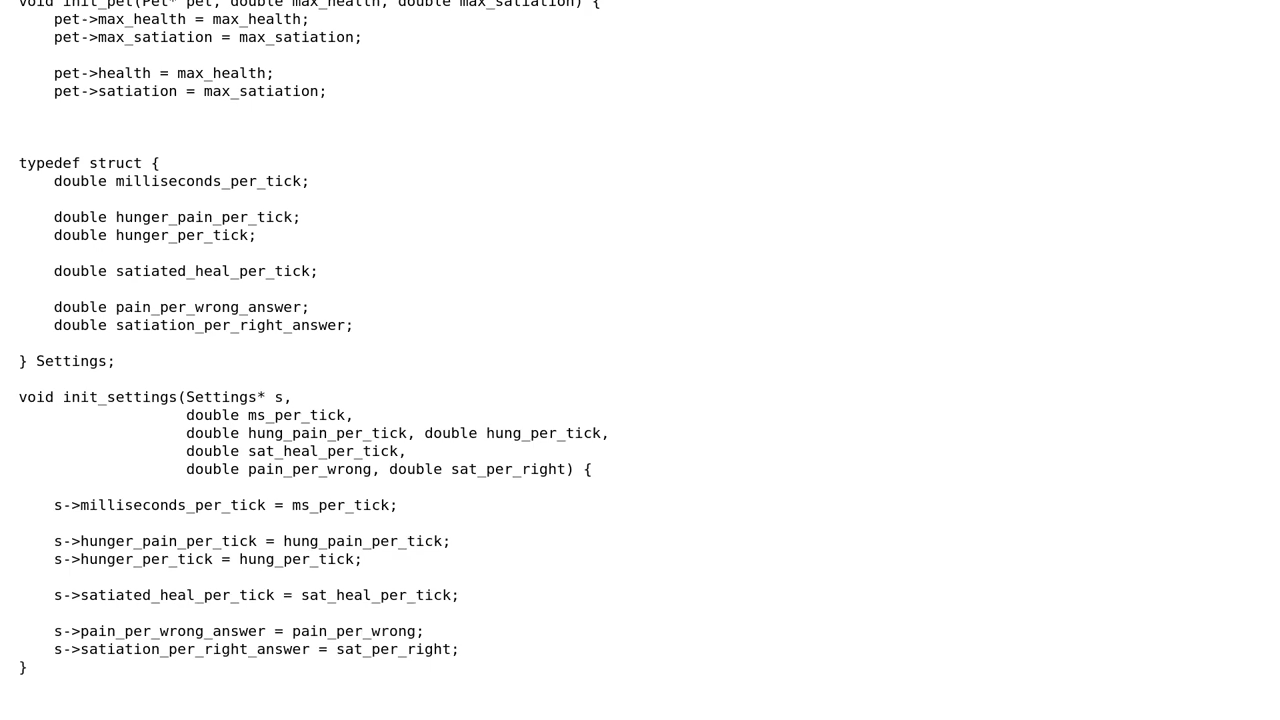 void init_pet(Pet* pet, double max_health, double max_satiation) {
    pet->max_health = max_health;
    pet->max_satiation = max_satiation;

    pet->health = max_health;
    pet->satiation = max_satiation;



typedef struct {
    double milliseconds_per_tick;

    double hunger_pain_per_tick;
    double hunger_per_tick;

    double satiated_heal_per_tick;

    double pain_per_wrong_answer;
    double satiation_per_right_answer;

} Settings;

void init_settings(Settings* s,
                   double ms_per_tick,
                   double hung_pain_per_tick, double hung_per_tick,
                   double sat_heal_per_tick,
                   double pain_per_wrong, double sat_per_right) {

    s->milliseconds_per_tick = ms_per_tick;

    s->hunger_pain_per_tick = hung_pain_per_tick;
    s->hunger_per_tick = hung_per_tick;

    s->satiated_heal_per_tick = sat_heal_per_tick;

    s->pain_per_wrong_answer = pain_per_wrong;
    s->satiation_per_right_answer = sat_per_right;
}